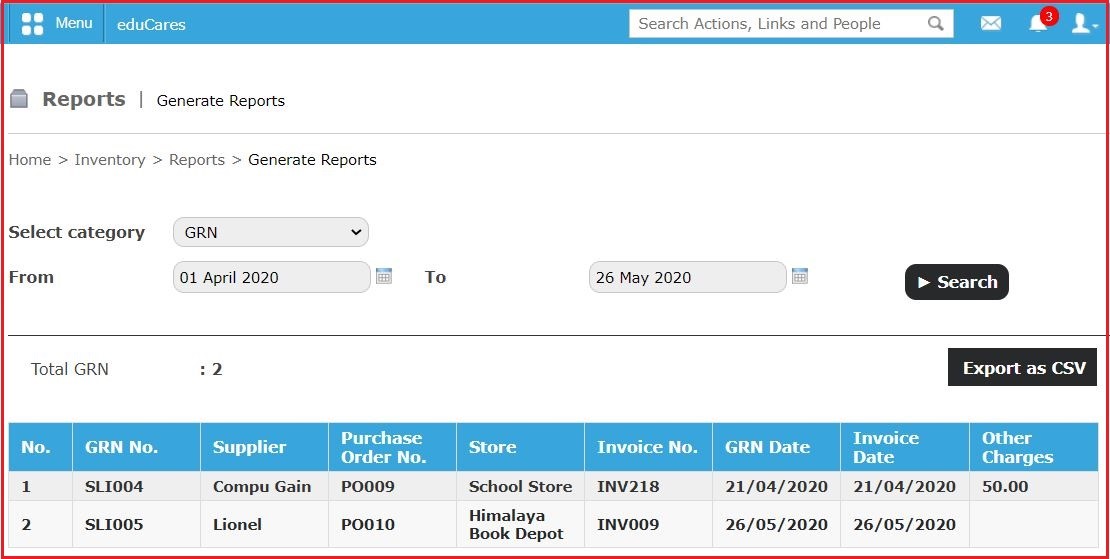 Menu eduCares Search Actions, Links and People 3
Reports | Generate Reports
Home > Inventory > Reports > Generate Reports
Select category GRN
From 01 April 2020 To 26 May 2020 ► Search
Total GRN : 2 Export as CSV
No. GRN No. Supplier Purchase Order No. Store Invoice No. GRN Date Invoice Date Other Charges
1 SLI004 Compu Gain PO009 School Store INV218 21/04/2020 21/04/2020 50.00
2 SLI005 Lionel PO010 Himalaya Book Depot INV009 26/05/2020 26/05/2020